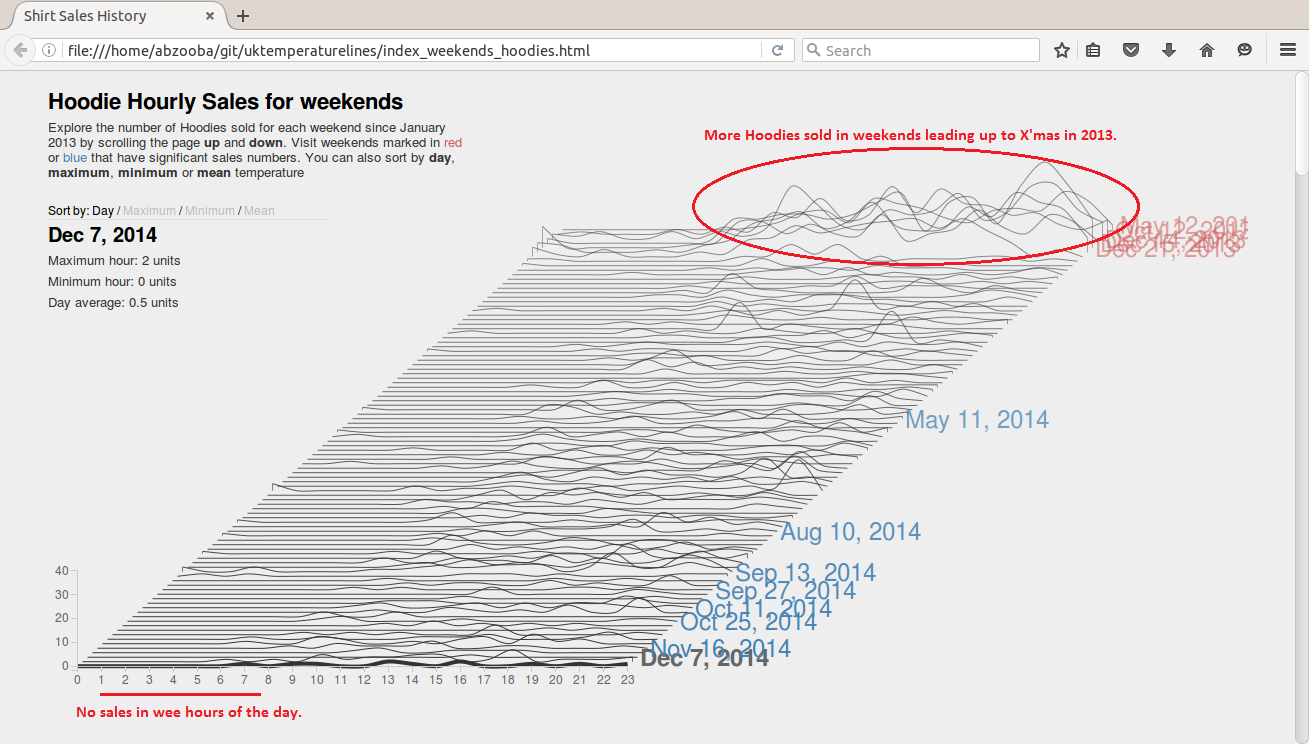 Shirt Sales History
file:///home/abzooba/git/uktemperaturelines/index_weekends_hoodies.html
Search
Hoodie Hourly Sales for weekends
Explore the number of Hoodies sold for each weekend since January
2013 by scrolling the page up and down. Visit weekends marked in red
or blue that have significant sales numbers. You can also sort by day,
maximum, minimum or mean temperature
More Hoodies sold in weekends leading up to X'mas in 2013.
Sort by: Day / Maximum / Minimum / Mean
Dec 7, 2014
Maximum hour: 2 units
Minimum hour: 0 units
Day average: 0.5 units
May 12, 201
Dec 21, 2013
May 11, 2014
Aug 10, 2014
Sep 13, 2014
Sep 27, 2014
Oct 11, 2014
Oct 25, 2014
Nov 16, 2014
Dec 7, 2014
40
30
20
10
0
0 1 2 3 4 5 6 7 8 9 10 11 12 13 14 15 16 17 18 19 20 21 22 23
No sales in wee hours of the day.